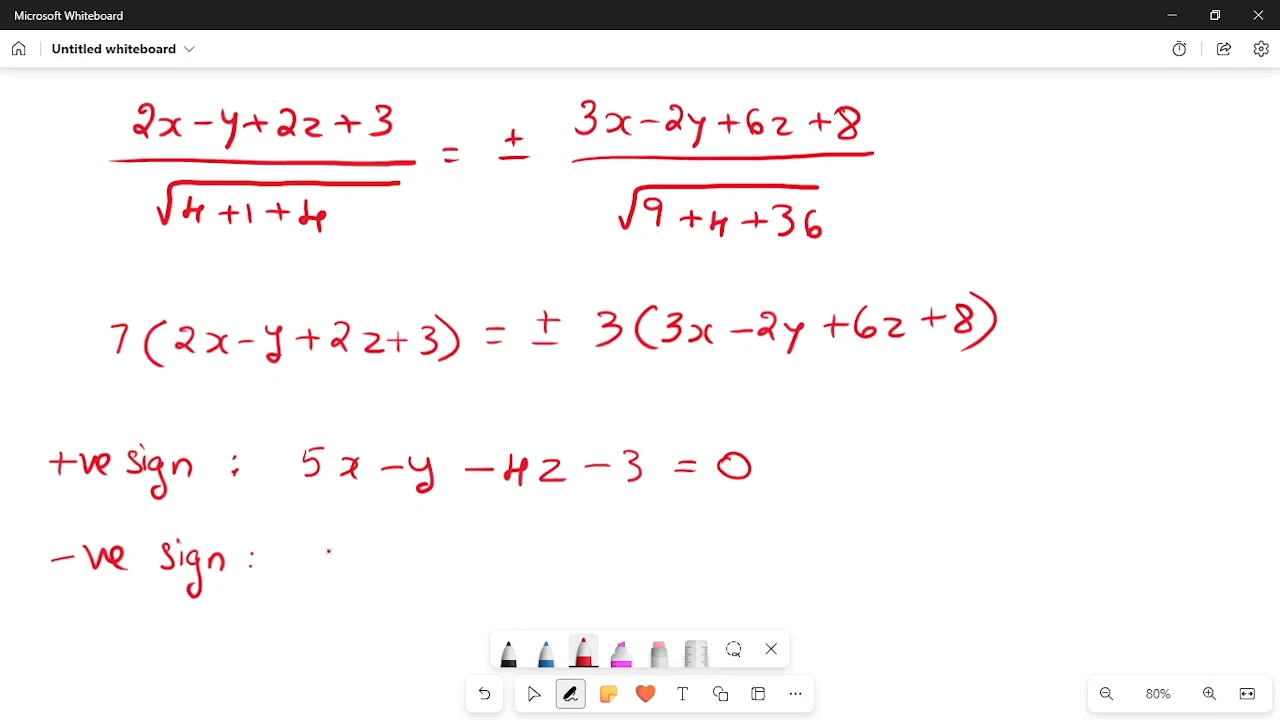 Microsoft Whiteboard
Untitled whiteboard
2x-y+2z+3 = ± 3x-2y+6z+8
√4+1+4 √9+4+36
7(2x-y+2z+3) = ± 3(3x-2y+6z+8)
+ve sign : 5x-y-4z-3=0
-ve sign :
80%